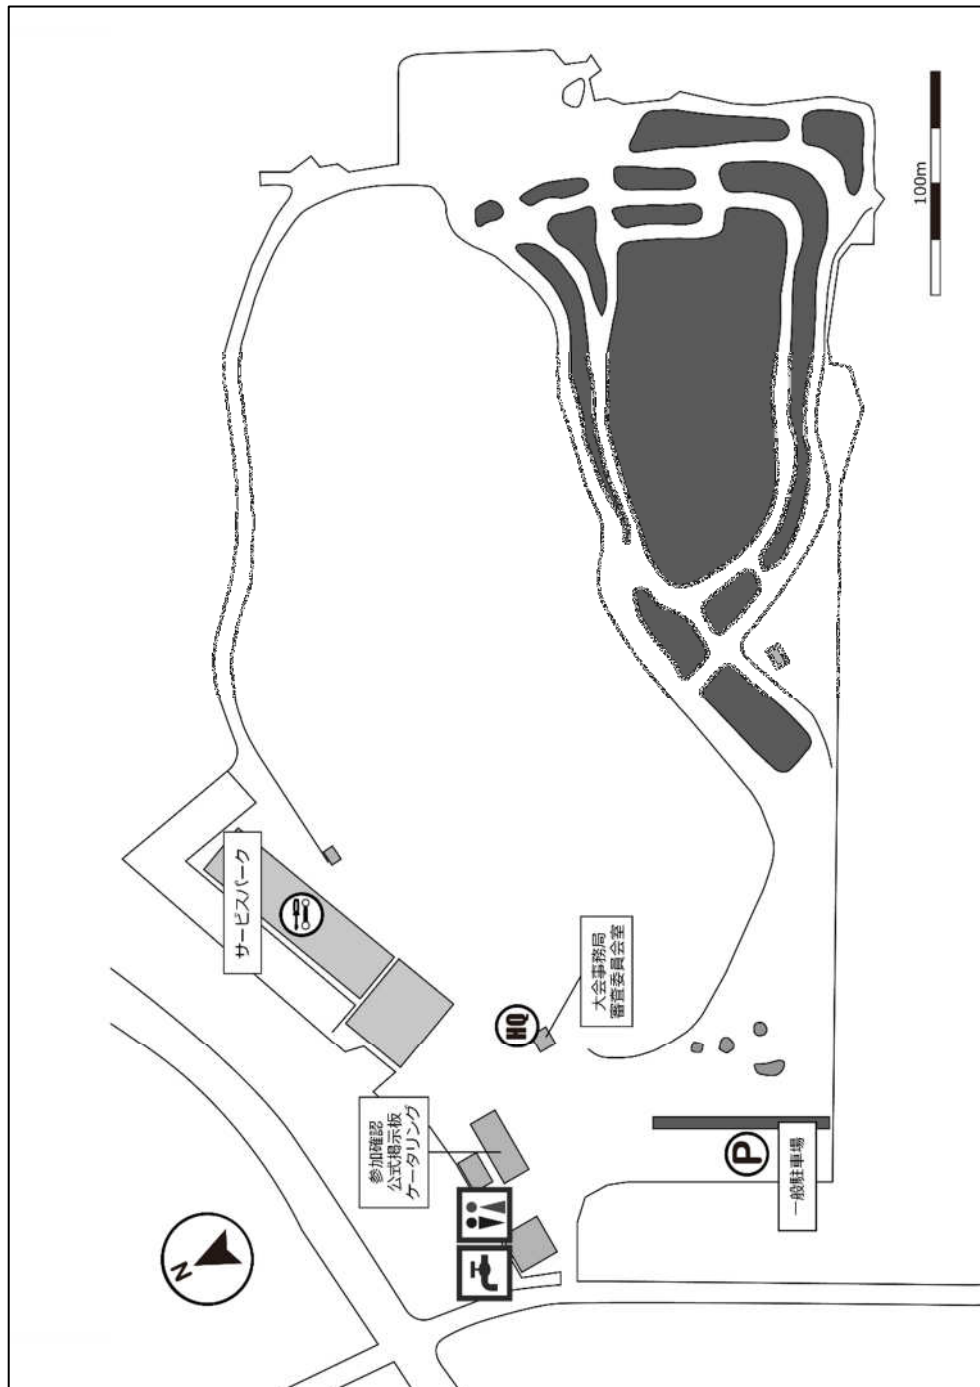 100m
サービスパーク
HQ
大会事務局
審査委員会室
参加確認
公式掲示板
ケータリング
P
一般駐車場
N